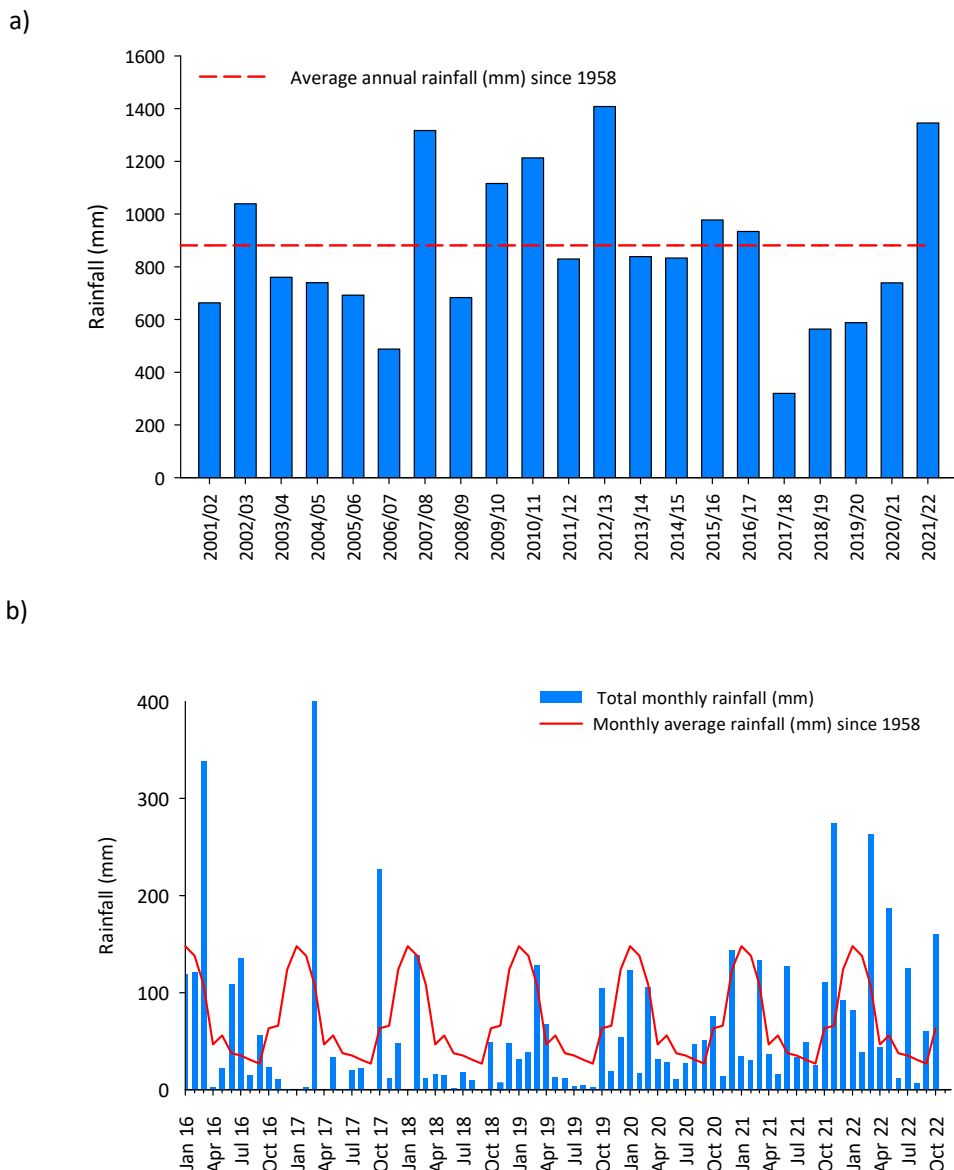 a)
1600
Average annual rainfall (mm) since 1958
1400
1200
1000
800
600
400
200
0
Rainfall (mm)
2001/02
2002/03
2003/04
2004/05
2005/06
2006/07
2007/08
2008/09
2009/10
2010/11
2011/12
2012/13
2013/14
2014/15
2015/16
2016/17
2017/18
2018/19
2019/20
2020/21
2021/22
b)
400
Total monthly rainfall (mm)
Monthly average rainfall (mm) since 1958
300
200
100
0
Rainfall (mm)
Jan 16
Apr 16
Jul 16
Oct 16
Jan 17
Apr 17
Jul 17
Oct 17
Jan 18
Apr 18
Jul 18
Oct 18
Jan 19
Apr 19
Jul 19
Oct 19
Jan 20
Apr 20
Jul 20
Oct 20
Jan 21
Apr 21
Jul 21
Oct 21
Jan 22
Apr 22
Jul 22
Oct 22